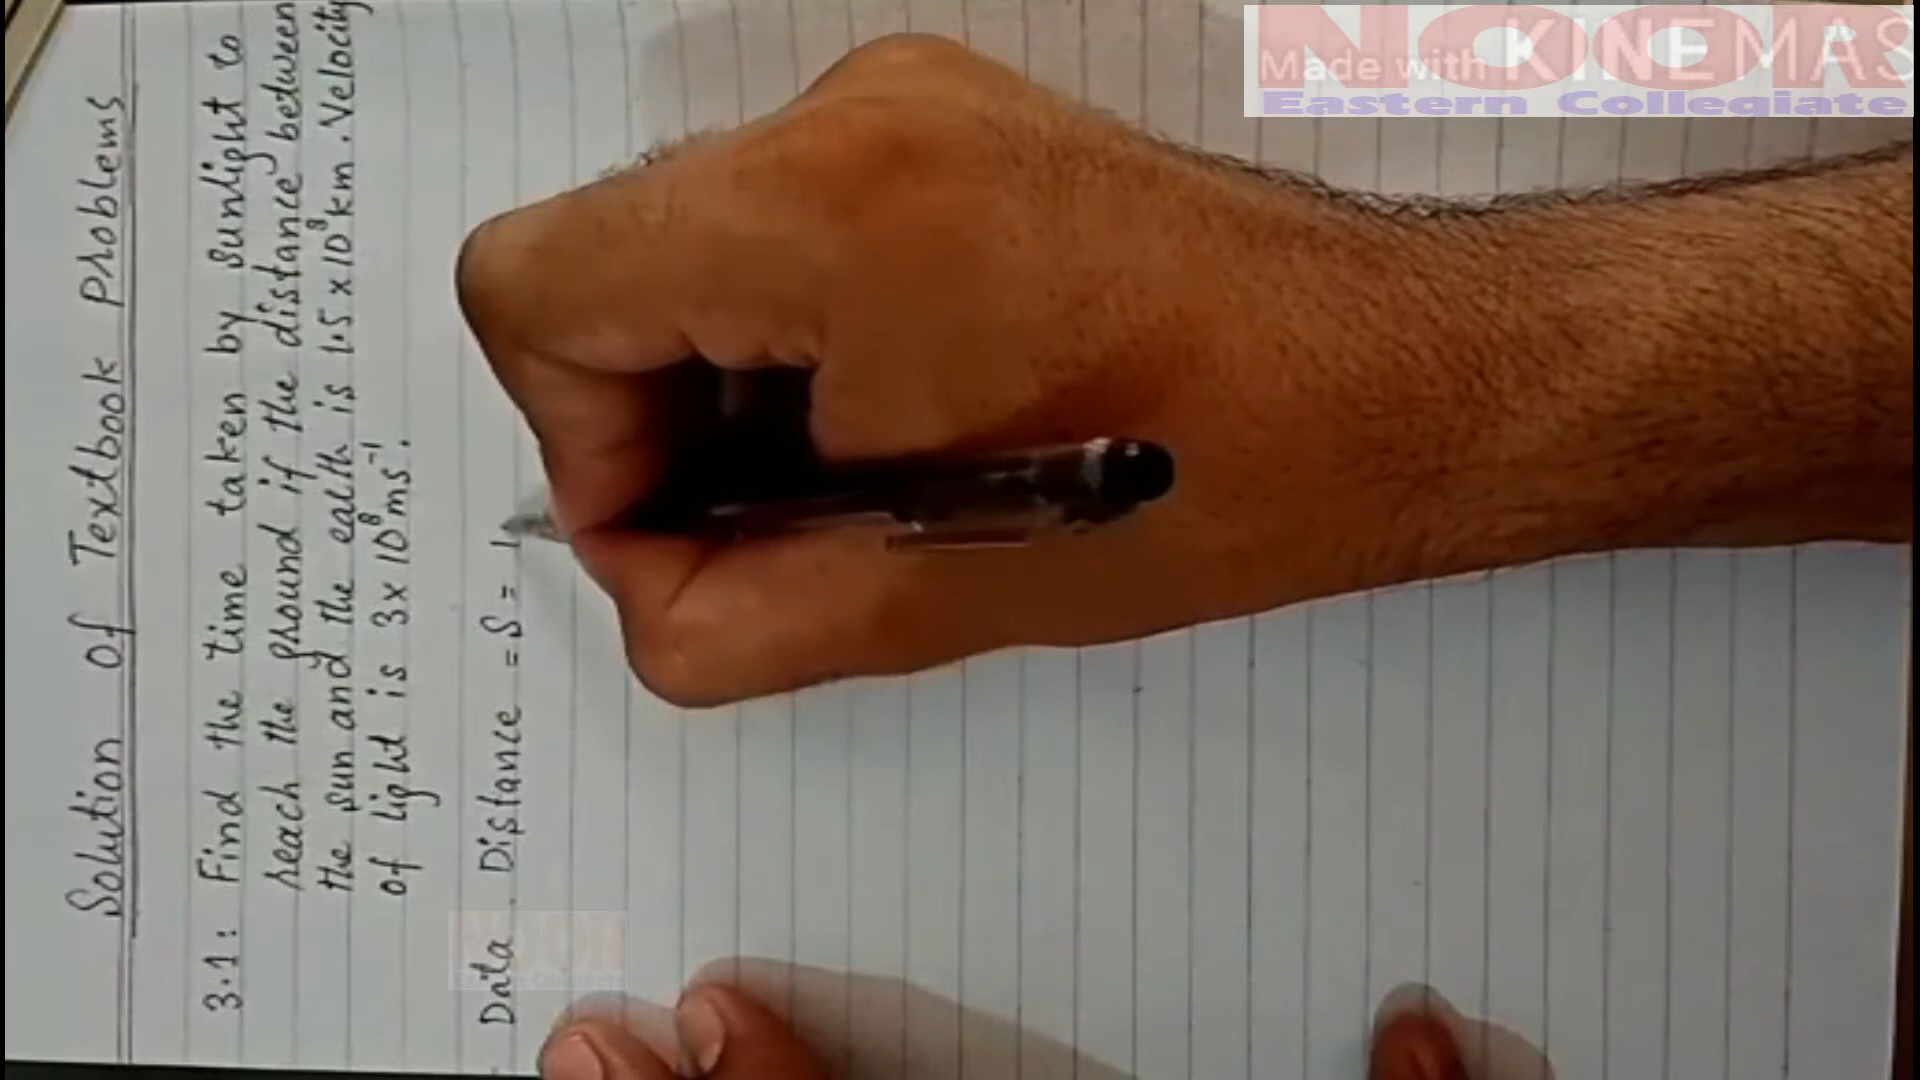 Solution of Textbook Problems
3.1: Find the time taken by sunlight to
reach the ground if the distance between
the sun and the earth is 1.5 x 10⁸ km. Velocity
of light is 3 x 10⁸ ms⁻¹.
Data. Distance = S = 1
Made with KINEMAS
NOOR
Eastern Collegiate